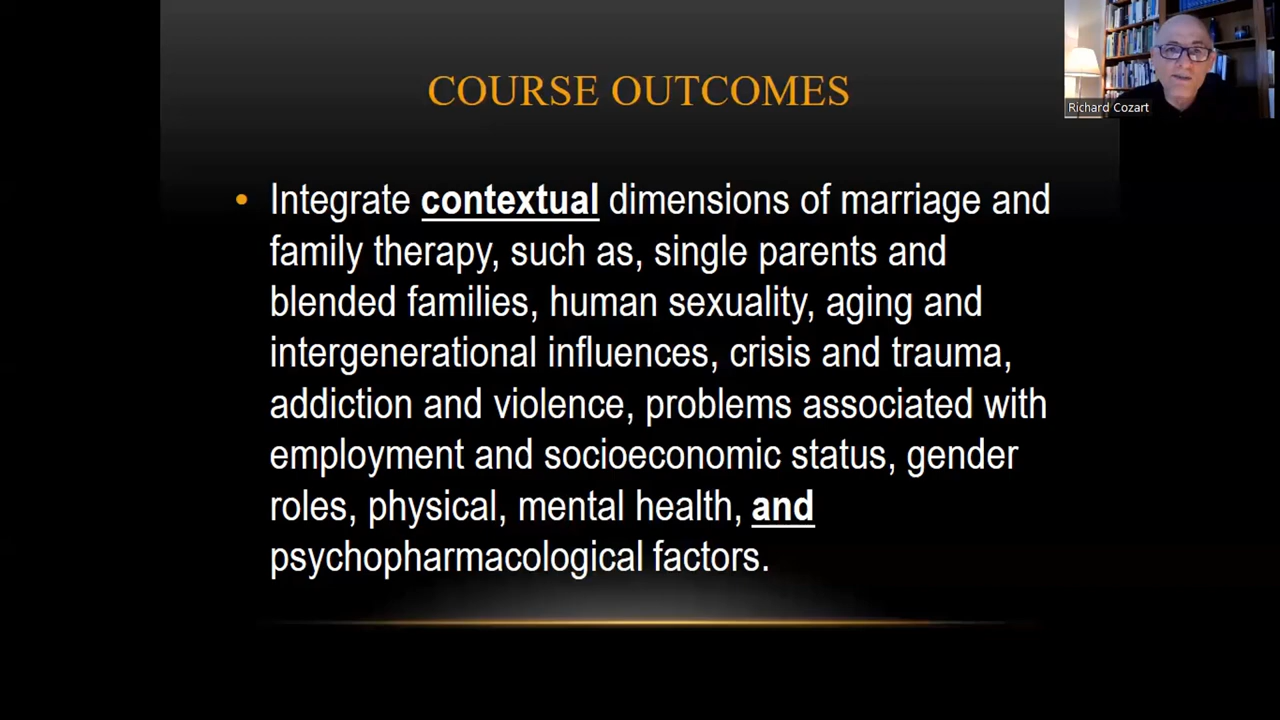 COURSE OUTCOMES
Richard Cozart
• Integrate contextual dimensions of marriage and
family therapy, such as, single parents and
blended families, human sexuality, aging and
intergenerational influences, crisis and trauma,
addiction and violence, problems associated with
employment and socioeconomic status, gender
roles, physical, mental health, and
psychopharmacological factors.